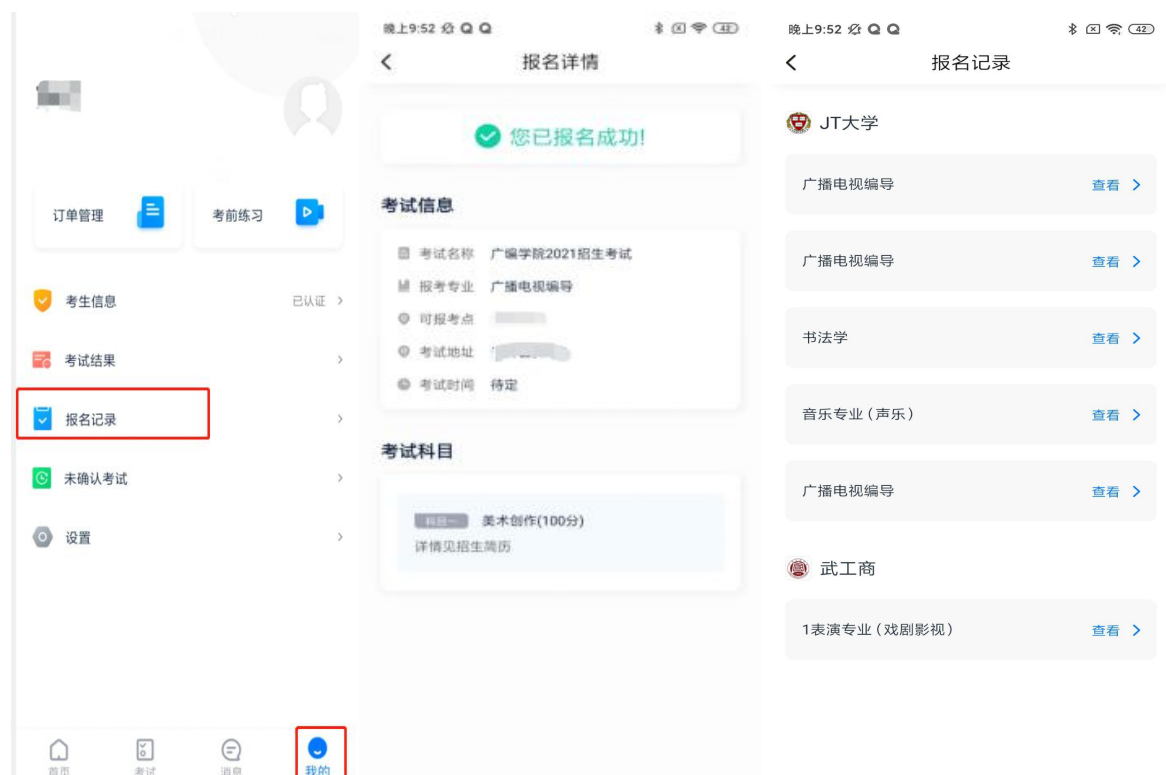 订单管理
考前练习
考生信息
已认证
考试结果
报名记录
未确认考试
设置
首页
考试
消息
我的
晚上9:52
42
报名详情
您已报名成功!
考试信息
考试名称 广编学院2021招生考试
报考专业 广播电视编导
可报考点
考试地址
考试时间 待定
考试科目
科目一 美术创作(100分)
详情见招生简历
晚上9:52
42
报名记录
JT大学
广播电视编导 查看
广播电视编导 查看
书法学 查看
音乐专业(声乐) 查看
广播电视编导 查看
武工商
1表演专业(戏剧影视) 查看